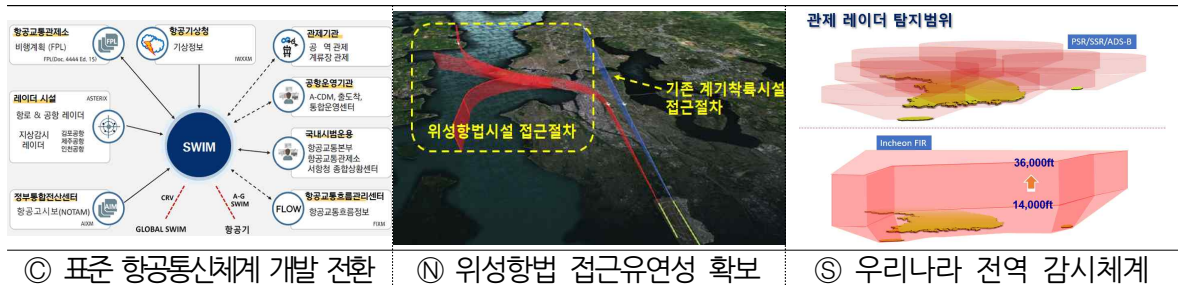 항공교통관제소
비행계획 (FPL)
FPL(Doc. 4444 Ed. 15)
FPL
항공기상청
기상정보
IWXXM
관제기관
공 역 관제
계류장 관제
레이더 시설
ASTERIX
항로 & 공항 레이더
지상감시
레이더
김포공항
제주공항
인천공항
공항운영기관
A-CDM, 출도착,
통합운영센터
SWIM
국내시범운용
항공교통본부
항공교통관제소
서항청 종합상황센터
정부통합전산센터
항공고시보(NOTAM)
AIXM
AIM
CRV
GLOBAL SWIM
A-G
SWIM
항공기
FLOW
항공교통흐름관리센터
항공교통흐름정보
FIXM
Ⓒ 표준 항공통신체계 개발 전환
기존 계기착륙시설
접근절차
위성항법시설 접근절차
Ⓝ 위성항법 접근유연성 확보
관제 레이더 탐지범위
PSR/SSR/ADS-B
Incheon FIR
36,000ft
14,000ft
Ⓢ 우리나라 전역 감시체계